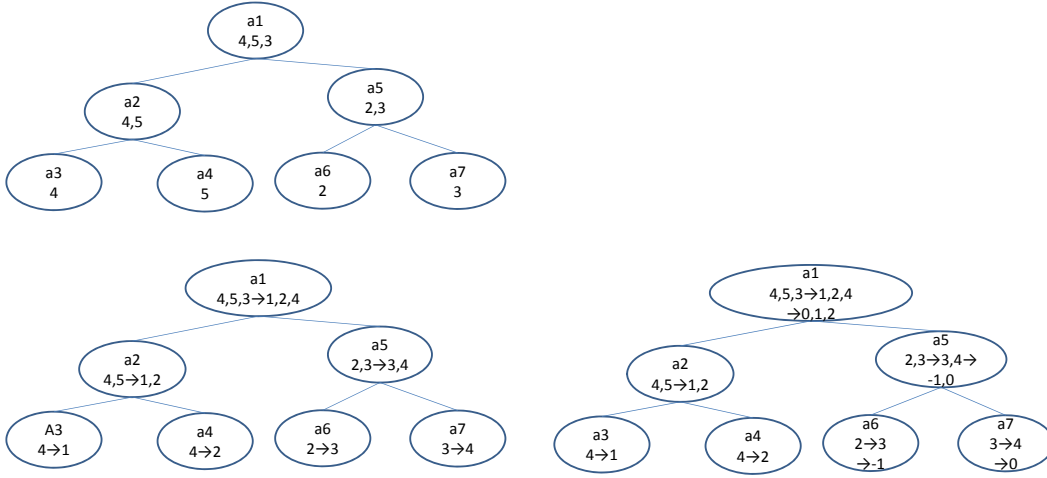 a1
4,5,3
a2
4,5
a5
2,3
a3
4
a4
5
a6
2
a7
3
a1
4,5,3→1,2,4
a2
4,5→1,2
a5
2,3→3,4
A3
4→1
a4
4→2
a6
2→3
a7
3→4
a1
4,5,3→1,2,4
→0,1,2
a2
4,5→1,2
a5
2,3→3,4→
-1,0
a3
4→1
a4
4→2
a6
2→3
→-1
a7
3→4
→0